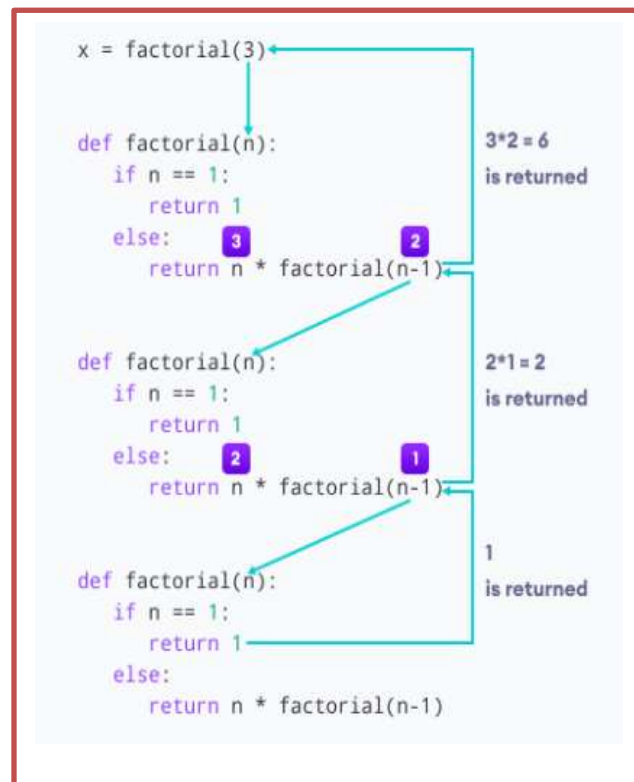 x = factorial(3)
def factorial(n):
3*2 = 6
if n == 1:
is returned
return 1
else:
3
2
return n * factorial(n-1)
def factorial(n):
2*1 = 2
if n == 1:
is returned
return 1
else:
2
1
return n * factorial(n-1)
1
def factorial(n):
is returned
if n == 1:
return 1
else:
return n * factorial(n-1)